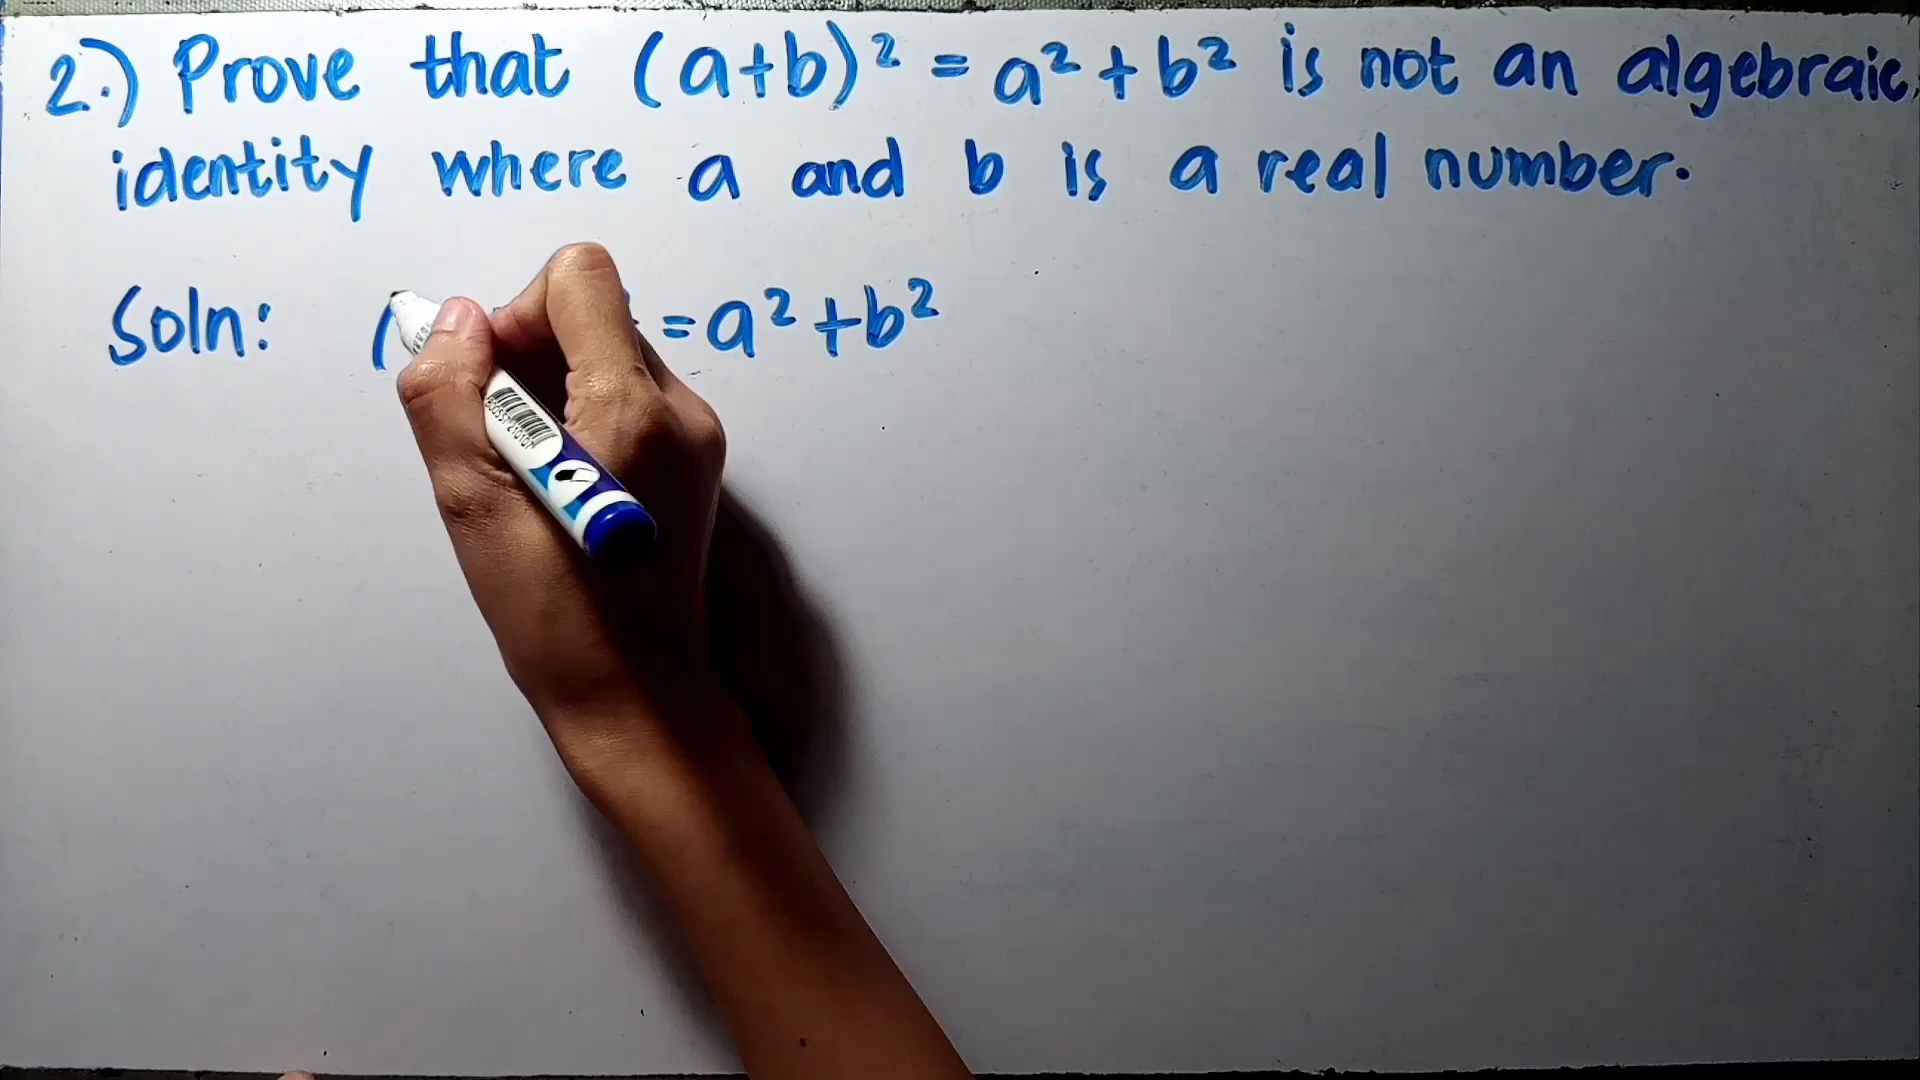 2.) Prove that (a+b)² = a² + b² is not an algebraic
identity where a and b is a real number.
Soln: ( = a² + b²